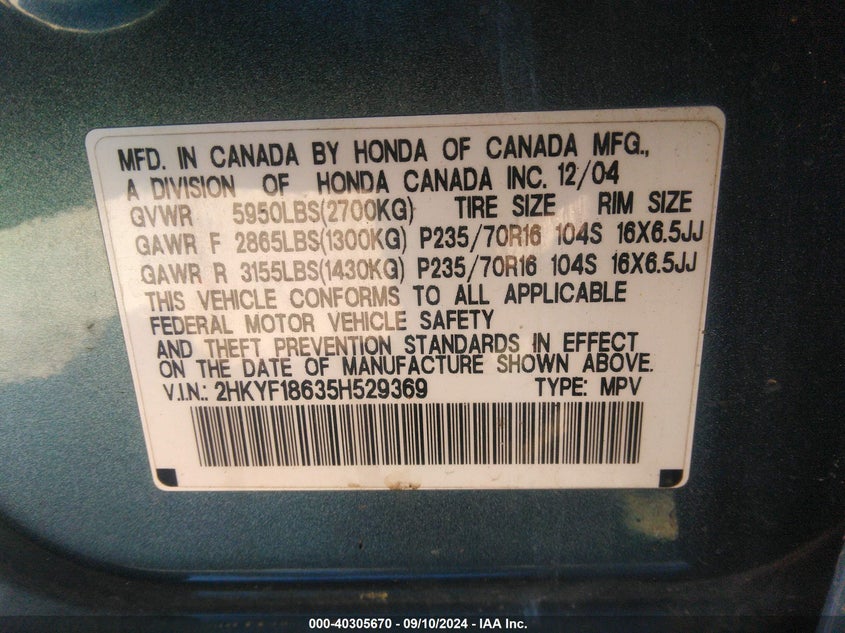 MFD. IN CANADA BY HONDA OF CANADA MFG.,
A DIVISION OF HONDA CANADA INC. 12/04
GVWR 5950LBS(2700KG) TIRE SIZE RIM SIZE
GAWR F 2865LBS(1300KG) P235/70R16 104S 16X6.5JJ
GAWR R 3155LBS(1430KG) P235/70R16 104S 16X6.5JJ
THIS VEHICLE CONFORMS TO ALL APPLICABLE
FEDERAL MOTOR VEHICLE SAFETY
AND THEFT PREVENTION STANDARDS IN EFFECT
ON THE DATE OF MANUFACTURE SHOWN ABOVE.
V.I.N.: 2HKYF18635H529369 TYPE: MPV
000-40305670 - 09/10/2024 - IAA Inc.